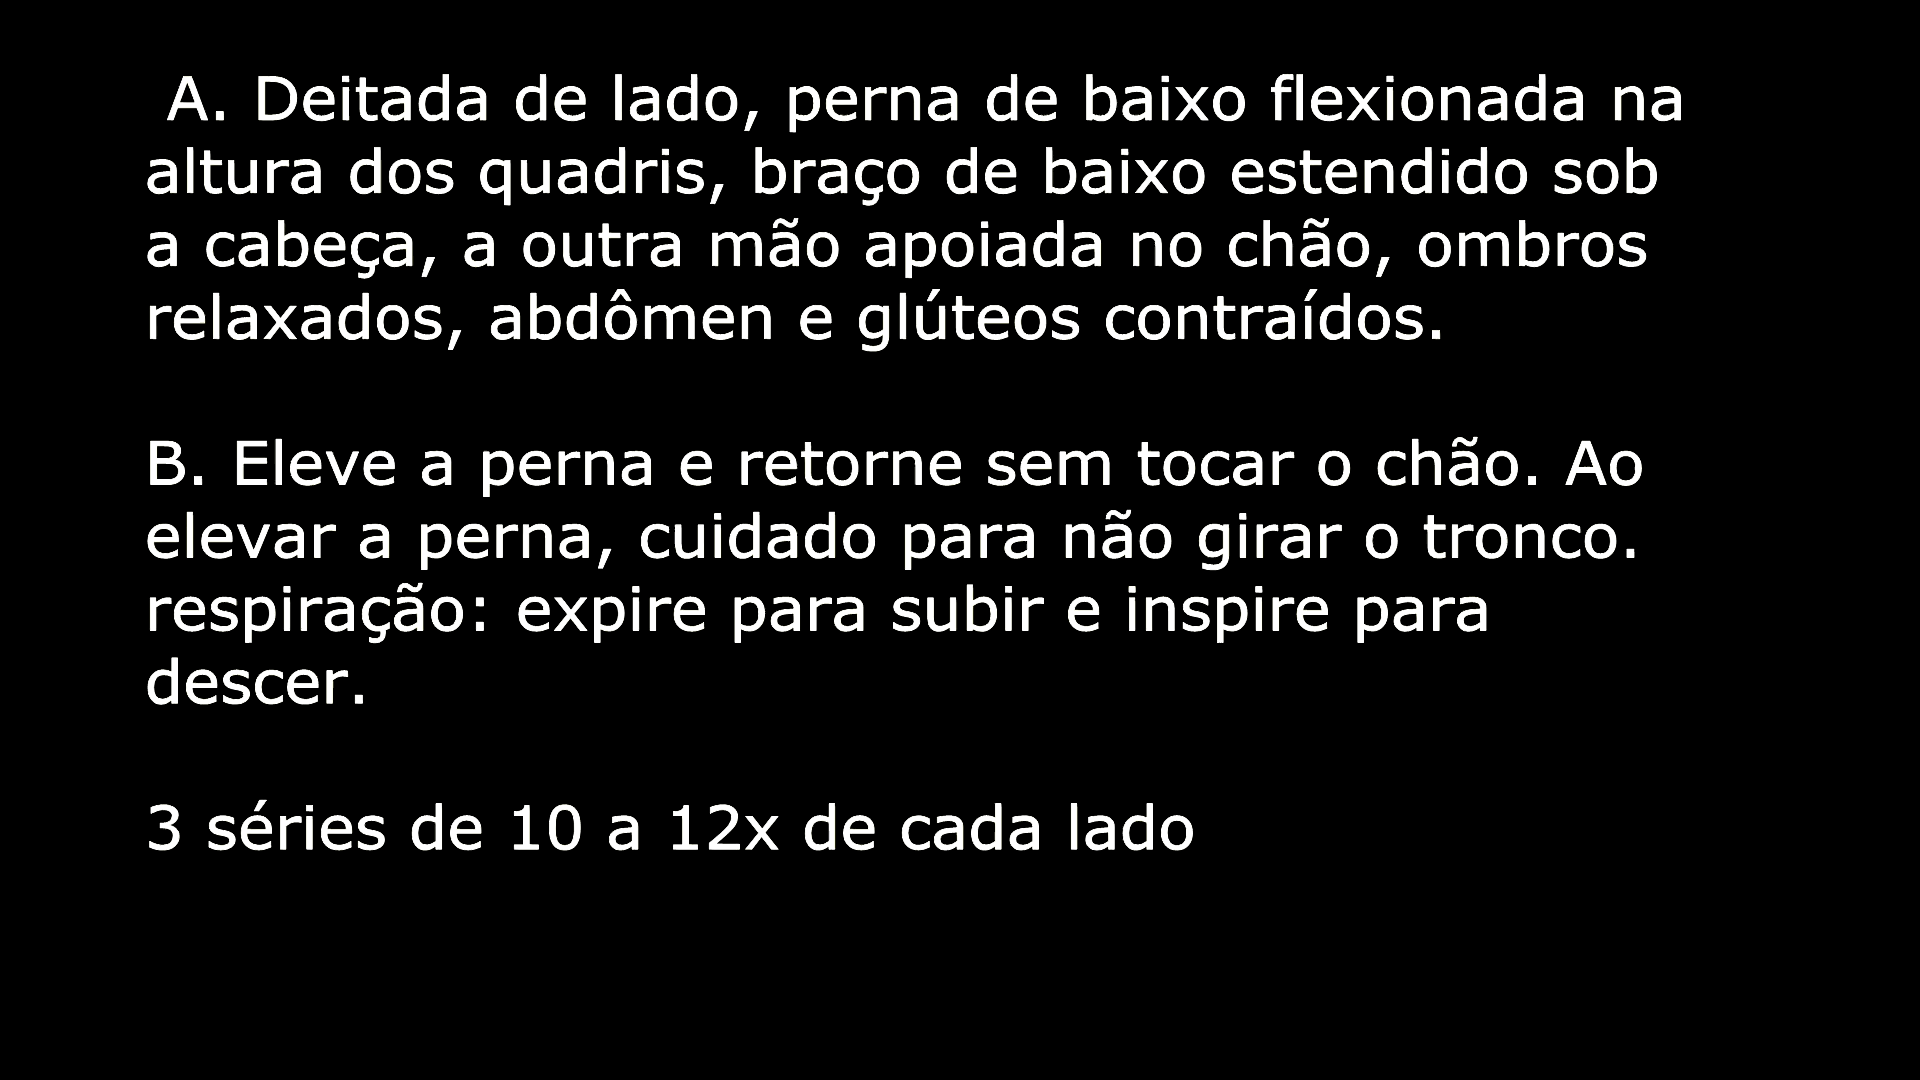 A. Deitada de lado, perna de baixo flexionada na
altura dos quadris, braço de baixo estendido sob
a cabeça, a outra mão apoiada no chão, ombros
relaxados, abdômen e glúteos contraídos.
B. Eleve a perna e retorne sem tocar o chão. Ao
elevar a perna, cuidado para não girar o tronco.
respiração: expire para subir e inspire para
descer.
3 séries de 10 a 12x de cada lado